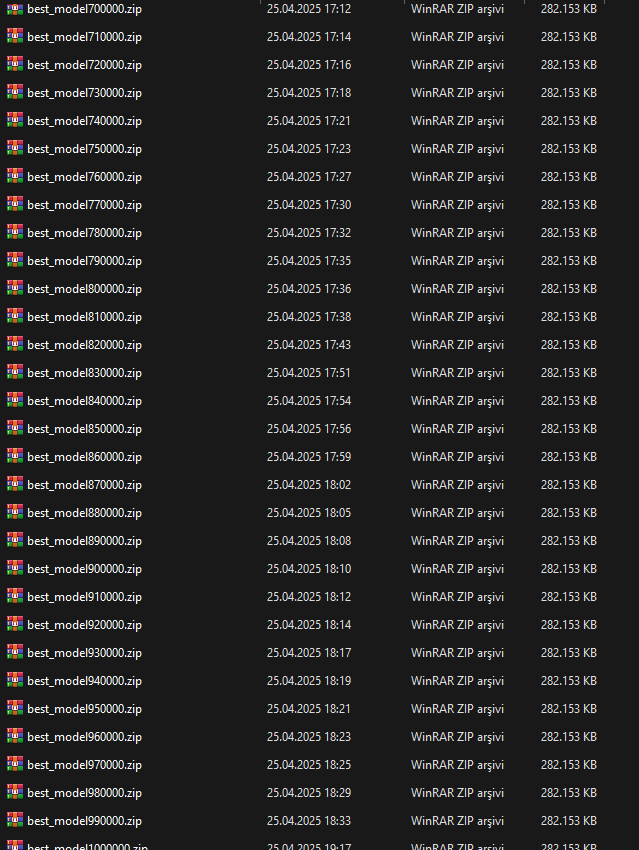 best_model700000.zip 25.04.2025 17:12 WinRAR ZIP arşivi 282.153 KB
best_model710000.zip 25.04.2025 17:14 WinRAR ZIP arşivi 282.153 KB
best_model720000.zip 25.04.2025 17:16 WinRAR ZIP arşivi 282.153 KB
best_model730000.zip 25.04.2025 17:18 WinRAR ZIP arşivi 282.153 KB
best_model740000.zip 25.04.2025 17:21 WinRAR ZIP arşivi 282.153 KB
best_model750000.zip 25.04.2025 17:23 WinRAR ZIP arşivi 282.153 KB
best_model760000.zip 25.04.2025 17:27 WinRAR ZIP arşivi 282.153 KB
best_model770000.zip 25.04.2025 17:30 WinRAR ZIP arşivi 282.153 KB
best_model780000.zip 25.04.2025 17:32 WinRAR ZIP arşivi 282.153 KB
best_model790000.zip 25.04.2025 17:35 WinRAR ZIP arşivi 282.153 KB
best_model800000.zip 25.04.2025 17:36 WinRAR ZIP arşivi 282.153 KB
best_model810000.zip 25.04.2025 17:38 WinRAR ZIP arşivi 282.153 KB
best_model820000.zip 25.04.2025 17:43 WinRAR ZIP arşivi 282.153 KB
best_model830000.zip 25.04.2025 17:51 WinRAR ZIP arşivi 282.153 KB
best_model840000.zip 25.04.2025 17:54 WinRAR ZIP arşivi 282.153 KB
best_model850000.zip 25.04.2025 17:56 WinRAR ZIP arşivi 282.153 KB
best_model860000.zip 25.04.2025 17:59 WinRAR ZIP arşivi 282.153 KB
best_model870000.zip 25.04.2025 18:02 WinRAR ZIP arşivi 282.153 KB
best_model880000.zip 25.04.2025 18:05 WinRAR ZIP arşivi 282.153 KB
best_model890000.zip 25.04.2025 18:08 WinRAR ZIP arşivi 282.153 KB
best_model900000.zip 25.04.2025 18:10 WinRAR ZIP arşivi 282.153 KB
best_model910000.zip 25.04.2025 18:12 WinRAR ZIP arşivi 282.153 KB
best_model920000.zip 25.04.2025 18:14 WinRAR ZIP arşivi 282.153 KB
best_model930000.zip 25.04.2025 18:17 WinRAR ZIP arşivi 282.153 KB
best_model940000.zip 25.04.2025 18:19 WinRAR ZIP arşivi 282.153 KB
best_model950000.zip 25.04.2025 18:21 WinRAR ZIP arşivi 282.153 KB
best_model960000.zip 25.04.2025 18:23 WinRAR ZIP arşivi 282.153 KB
best_model970000.zip 25.04.2025 18:25 WinRAR ZIP arşivi 282.153 KB
best_model980000.zip 25.04.2025 18:29 WinRAR ZIP arşivi 282.153 KB
best_model990000.zip 25.04.2025 18:33 WinRAR ZIP arşivi 282.153 KB
best_model1000000.zip 25.04.2025 19:17 WinRAR ZIP arşivi 282.153 KB